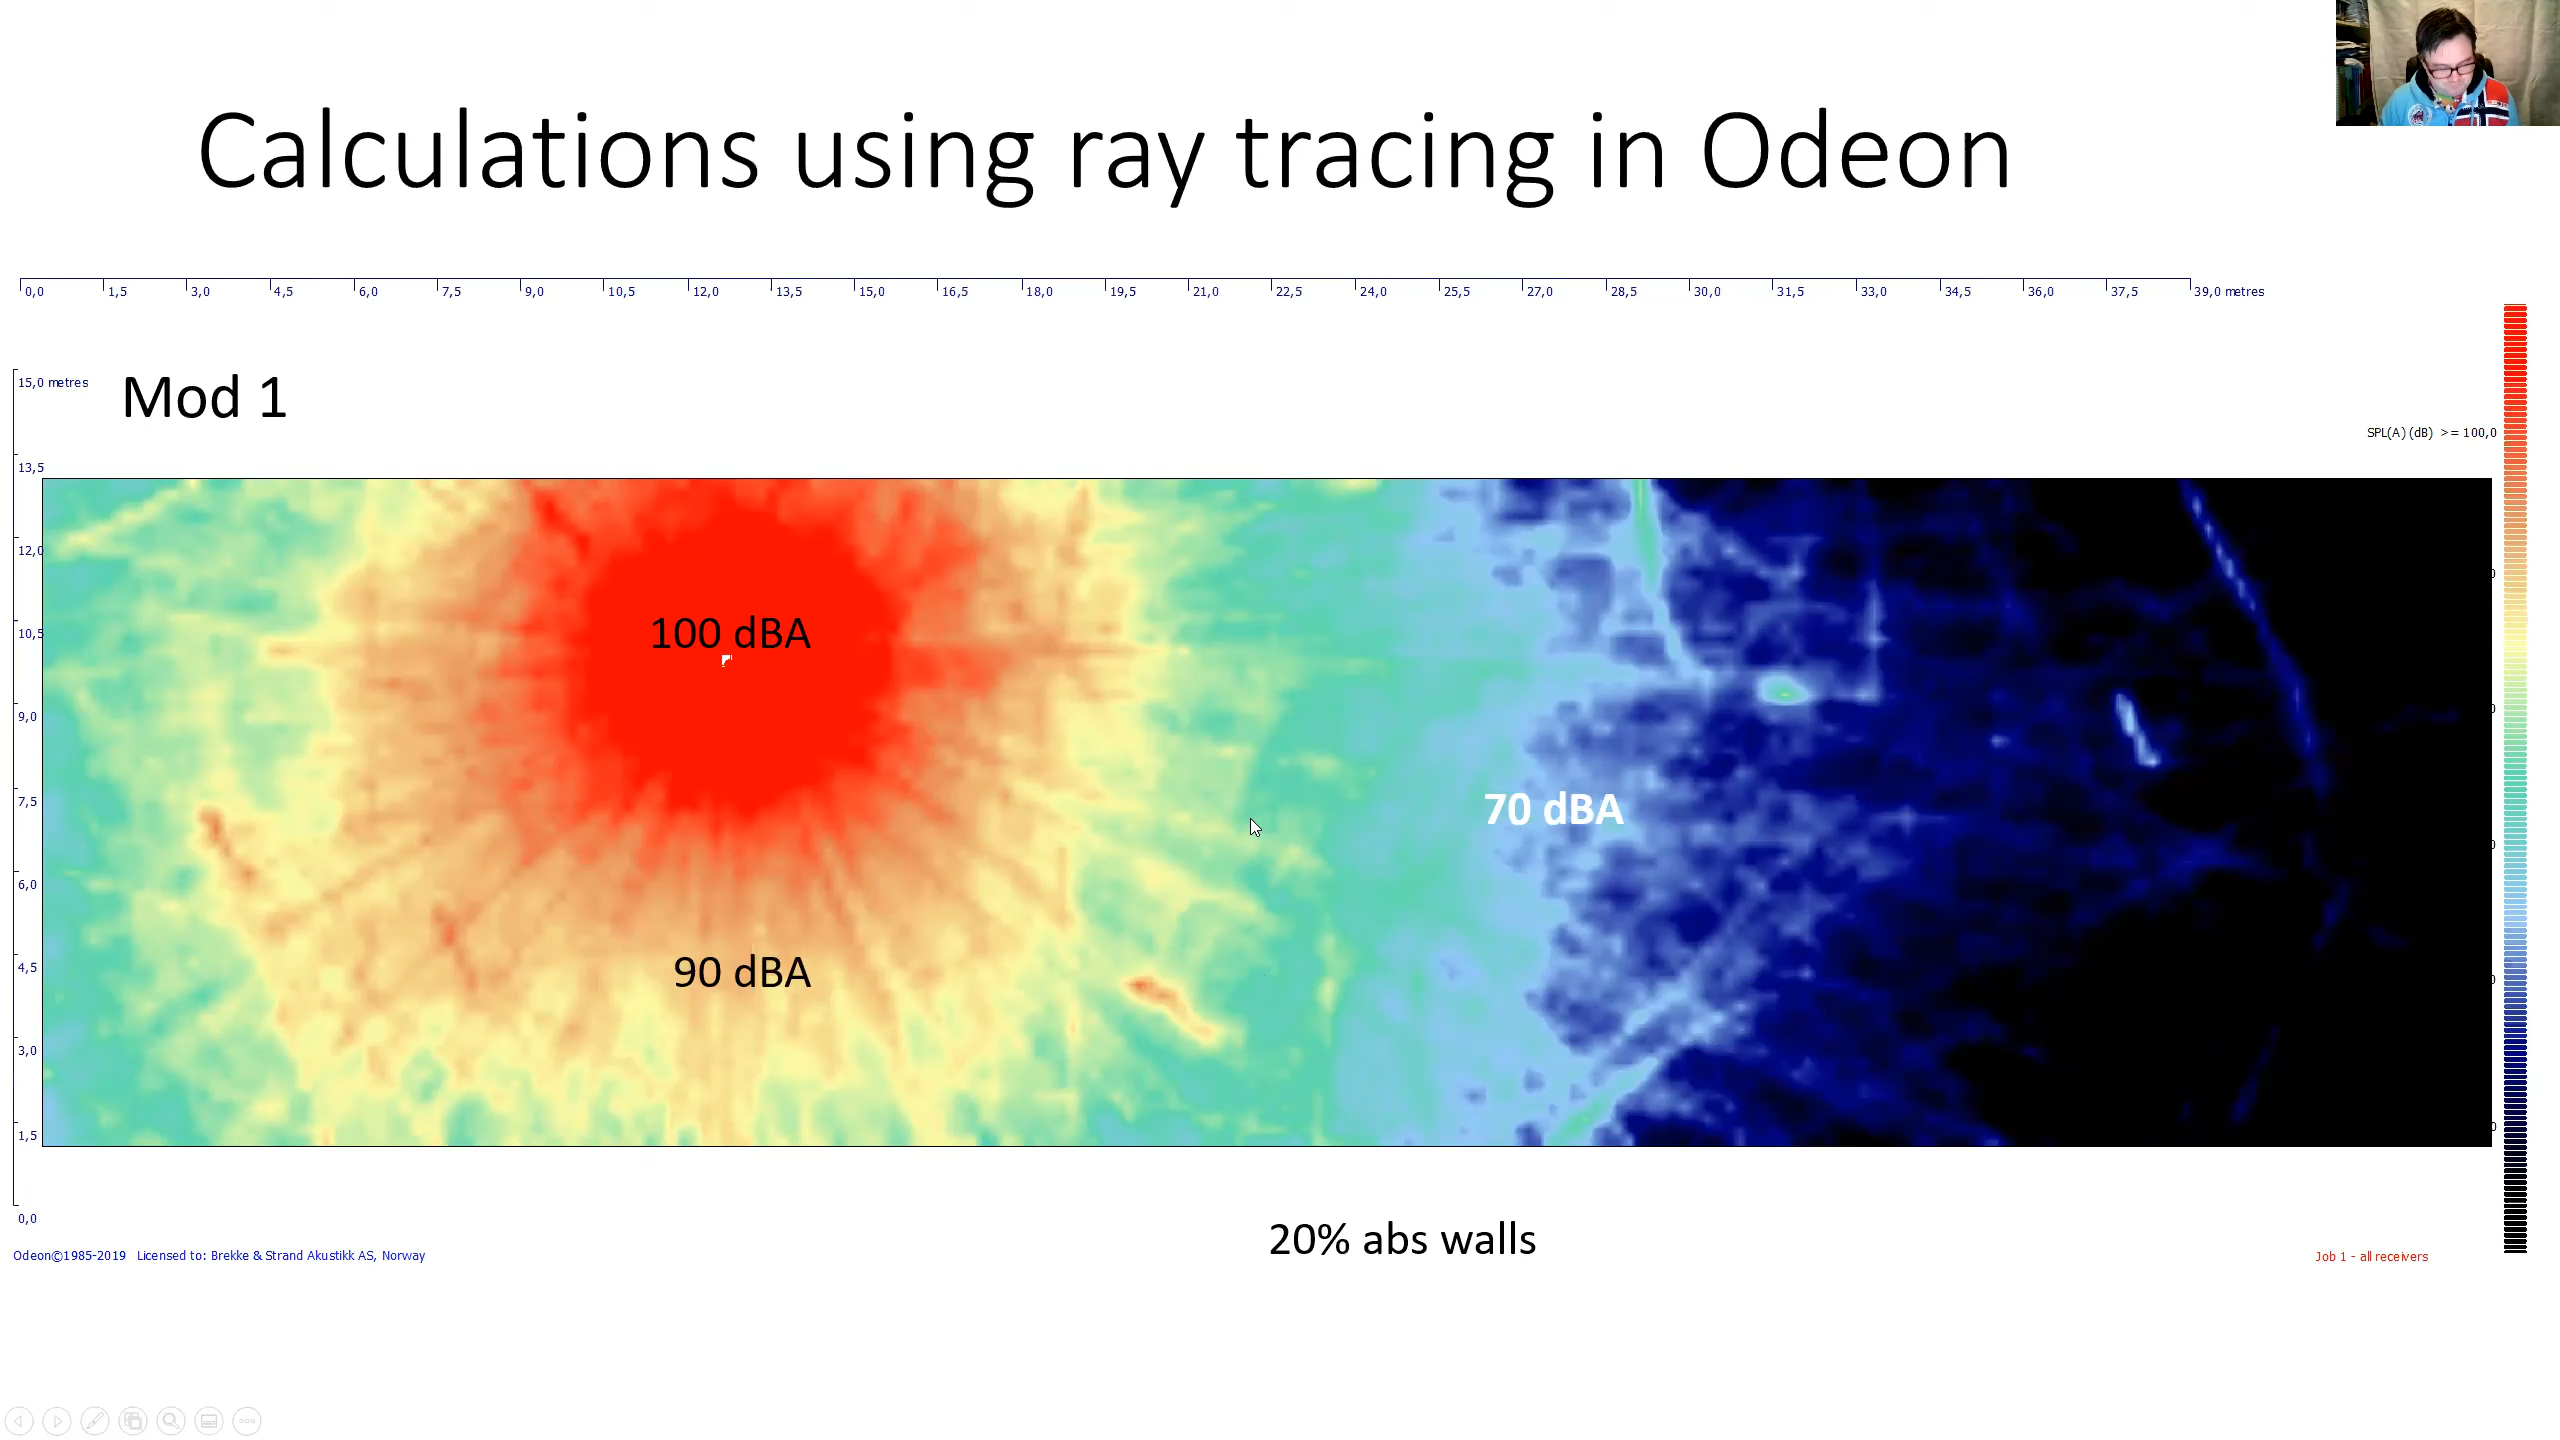 Calculations using ray tracing in Odeon
0,0 1,5 3,0 4,5 6,0 7,5 9,0 10,5 12,0 13,5 15,0 16,5 18,0 19,5 21,0 22,5 24,0 25,5 27,0 28,5 30,0 31,5 33,0 34,5 36,0 37,5 39,0 metres
15,0 metres
Mod 1
SPL(A) (dB) >= 100,0
13,5
12,0
10,5
100 dBA
9,0
7,5
70 dBA
6,0
4,5
90 dBA
3,0
1,5
0,0
20% abs walls
Odeon©1985-2019 Licensed to: Brekke & Strand Akustikk AS, Norway
Job 1 - all receivers